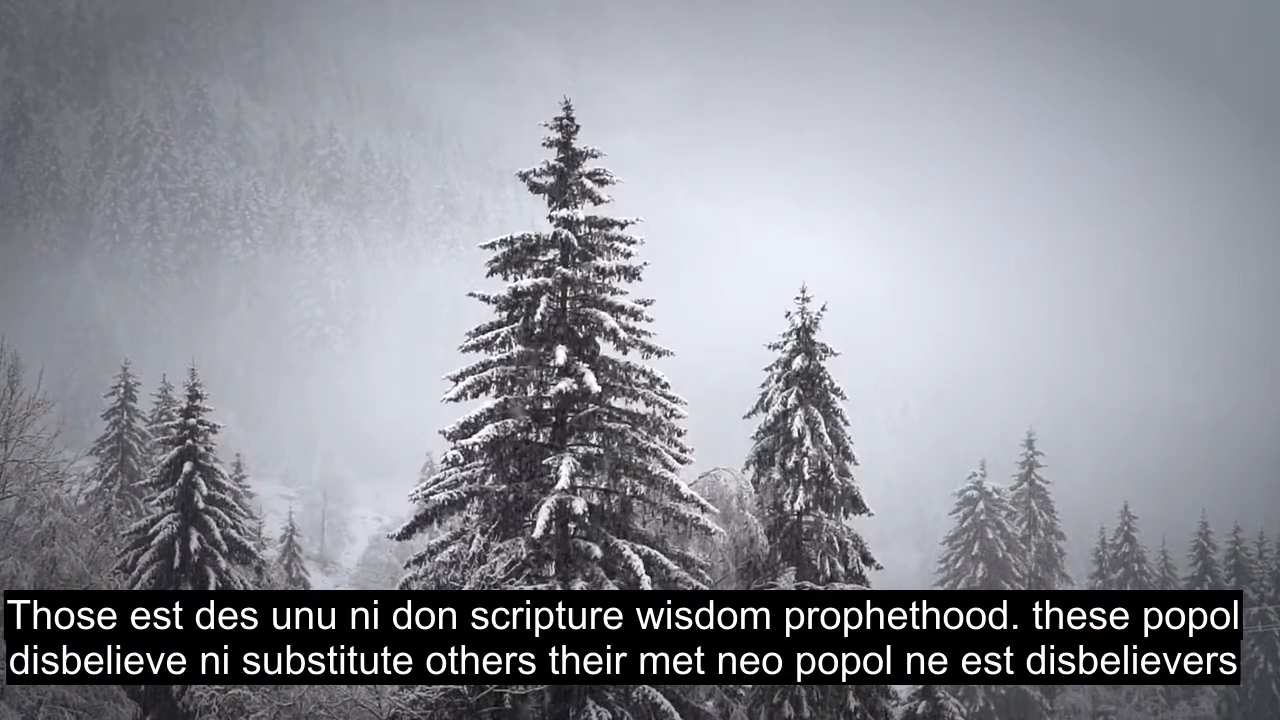 Those est des unu ni don scripture wisdom prophethood. these popol
disbelieve ni substitute others their met neo popol ne est disbelievers